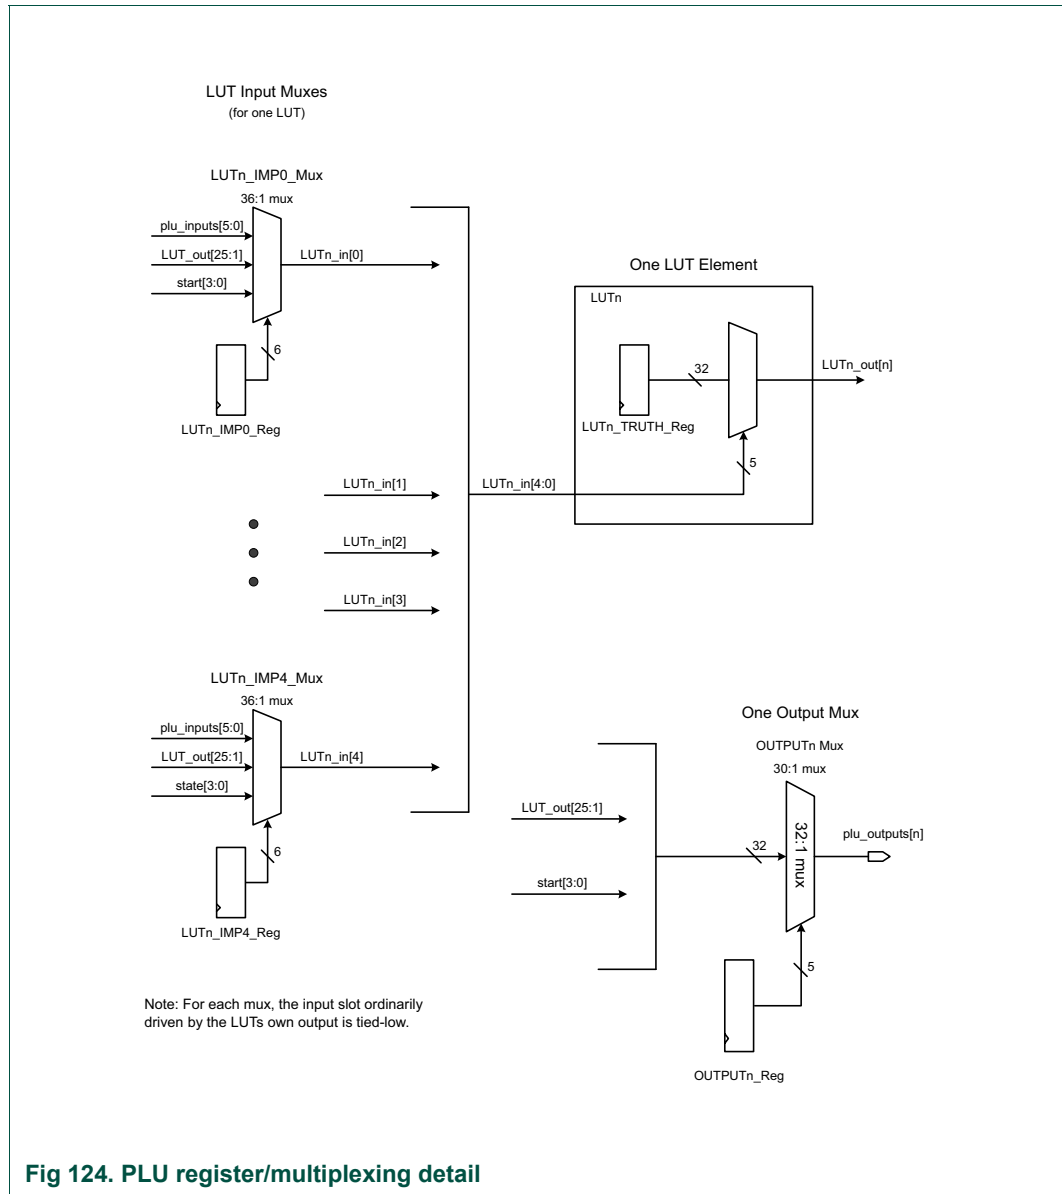 LUT Input Muxes
(for one LUT)
LUTn_IMP0_Mux
36:1 mux
plu_inputs[5:0]
LUT_out[25:1]
start[3:0]
LUTn_in[0]
6
LUTn_IMP0_Reg
LUTn_in[1]
LUTn_in[2]
LUTn_in[3]
LUTn_IMP4_Mux
36:1 mux
plu_inputs[5:0]
LUT_out[25:1]
state[3:0]
LUTn_in[4]
6
LUTn_IMP4_Reg
Note: For each mux, the input slot ordinarily
driven by the LUTs own output is tied-low.
LUTn_in[4:0]
One LUT Element
LUTn
32
LUTn_TRUTH_Reg
5
LUTn_out[n]
One Output Mux
OUTPUTn Mux
30:1 mux
LUT_out[25:1]
start[3:0]
32
32:1 mux
plu_outputs[n]
5
OUTPUTn_Reg
Fig 124. PLU register/multiplexing detail